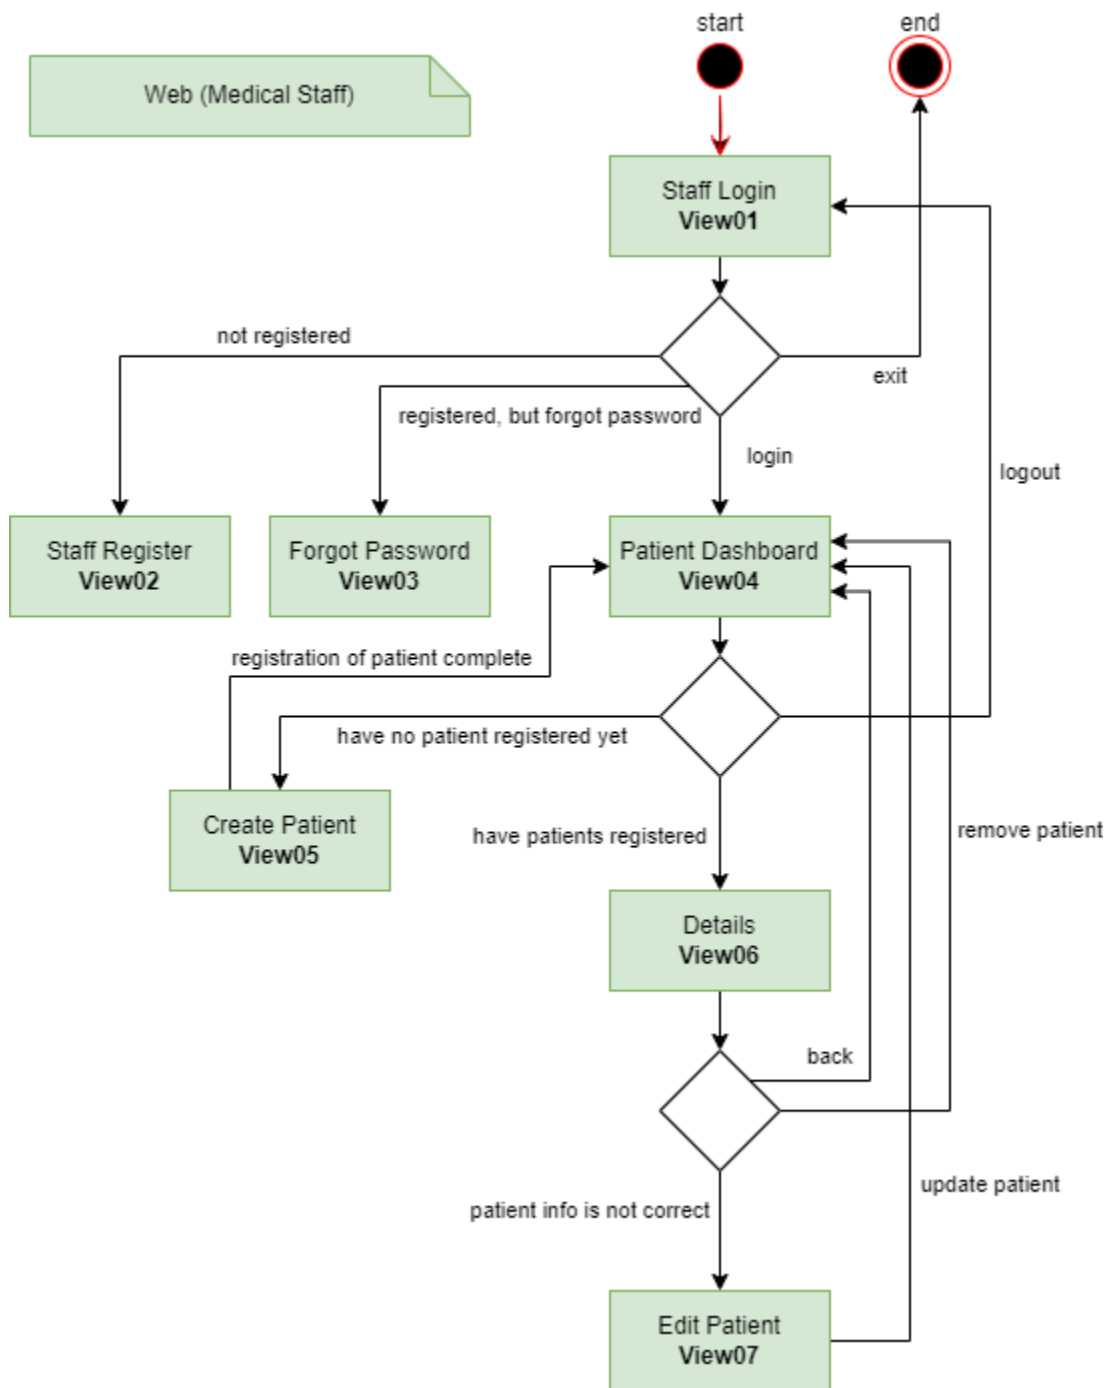 start
end
Web (Medical Staff)
Staff Login
View01
not registered
exit
registered, but forgot password
login
logout
Staff Register
View02
Forgot Password
View03
Patient Dashboard
View04
registration of patient complete
have no patient registered yet
Create Patient
View05
have patients registered
remove patient
Details
View06
back
update patient
patient info is not correct
Edit Patient
View07